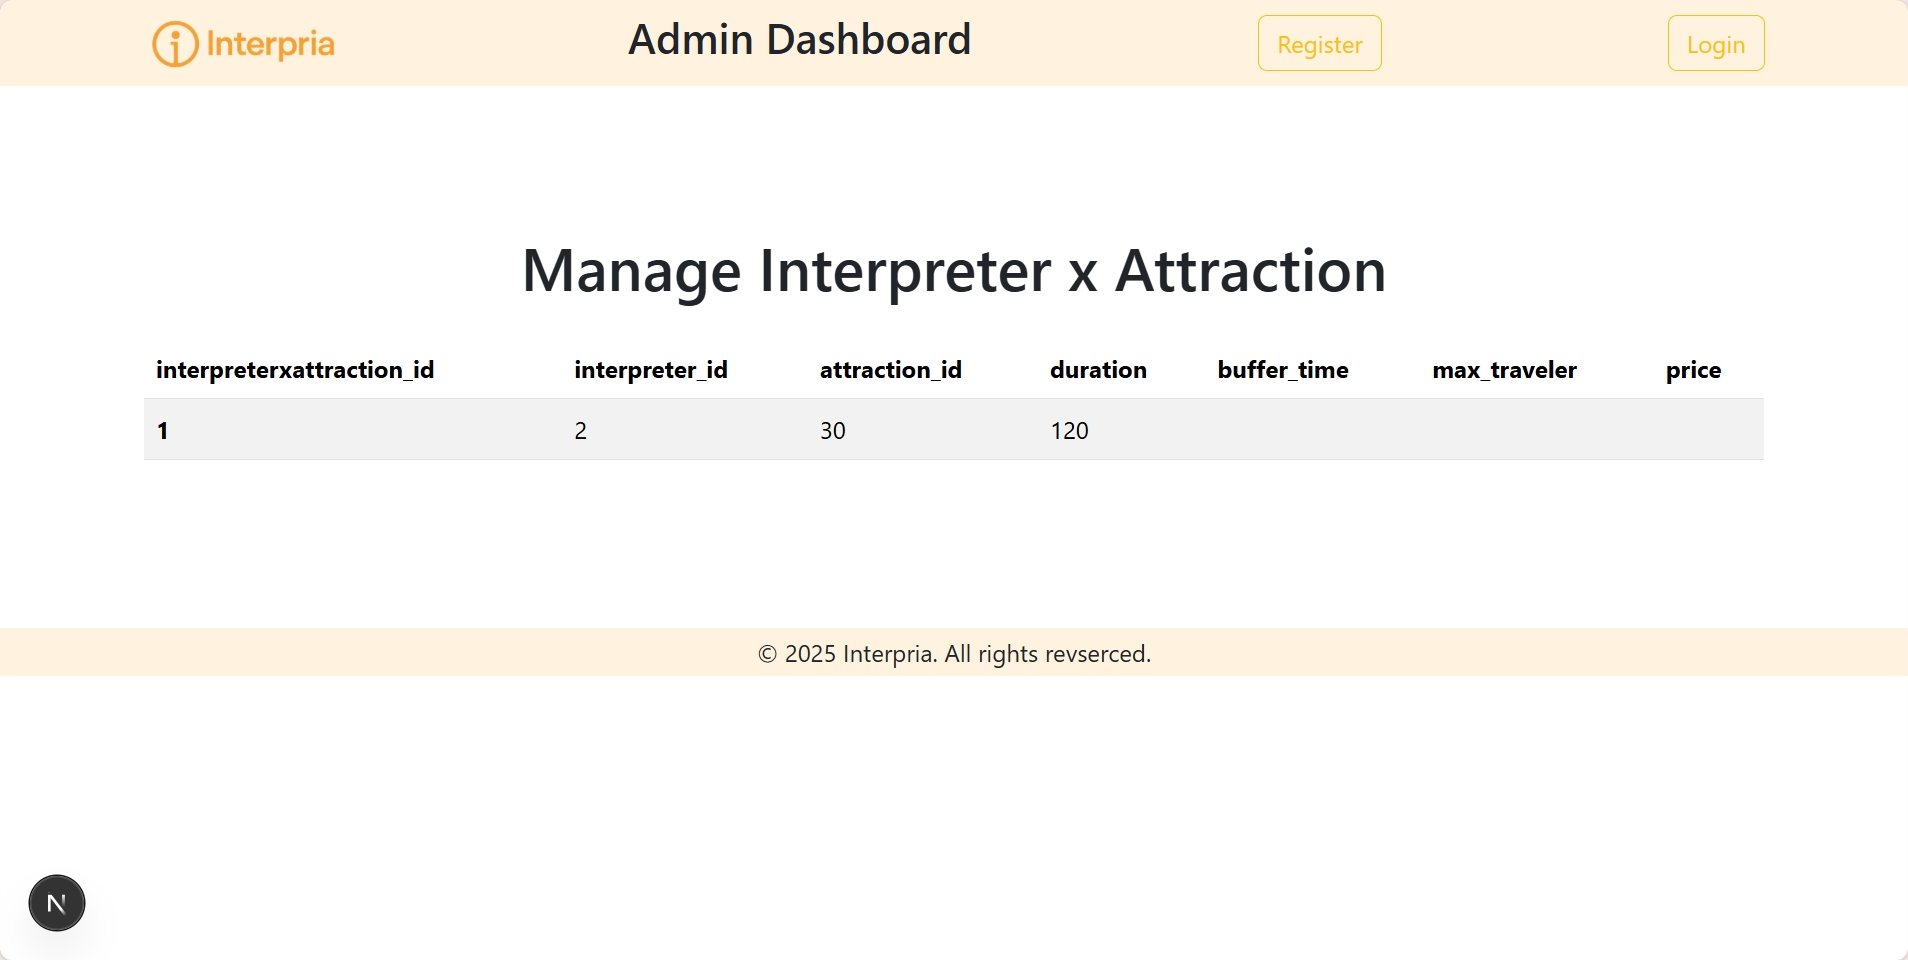 Interpria
Admin Dashboard
Register
Login
Manage Interpreter x Attraction
interpreterxattraction_id interpreter_id attraction_id duration buffer_time max_traveler price
1 2 30 120
© 2025 Interpria. All rights revserced.
N